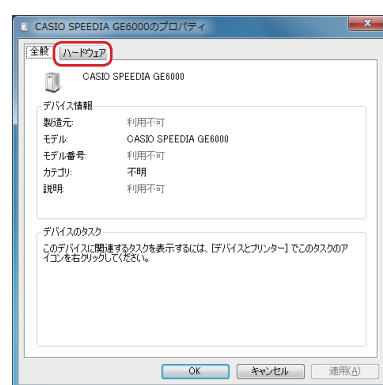 CASIO SPEEDIA GE6000のプロパティ
全般 ハードウェア
CASIO SPEEDIA GE6000
デバイス情報
製造元: 利用不可
モデル: CASIO SPEEDIA GE6000
モデル番号: 利用不可
カテゴリ: 不明
説明: 利用不可
デバイスのタスク
このデバイスに関連するタスクを表示するには、[デバイスとプリンター] でこのタスクのア
イコンを右クリックしてください。
OK キャンセル 適用(A)